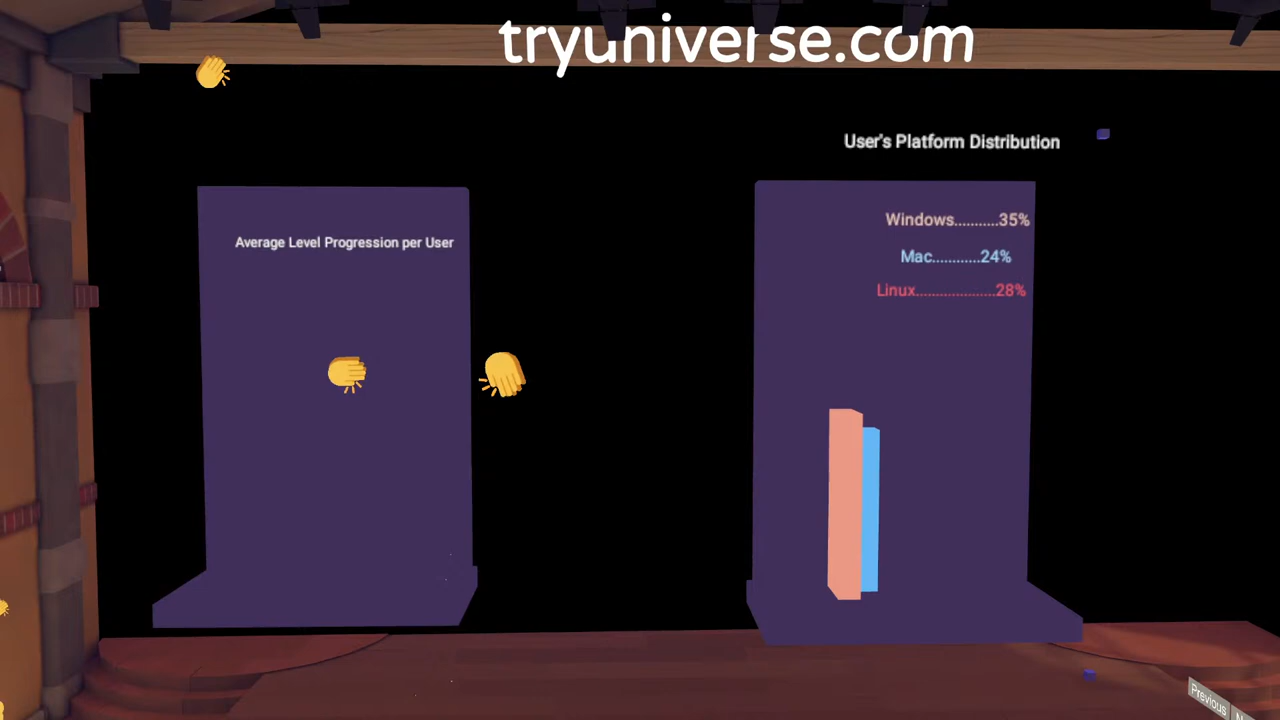 tryuniverse.com
User's Platform Distribution
Average Level Progression per User
Windows...........35%
Mac............24%
Linux....................28%
Previous